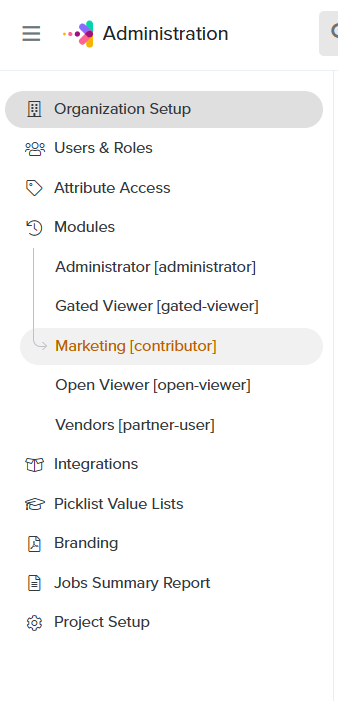 Administration
Organization Setup
Users & Roles
Attribute Access
Modules
Administrator [administrator]
Gated Viewer [gated-viewer]
Marketing [contributor]
Open Viewer [open-viewer]
Vendors [partner-user]
Integrations
Picklist Value Lists
Branding
Jobs Summary Report
Project Setup